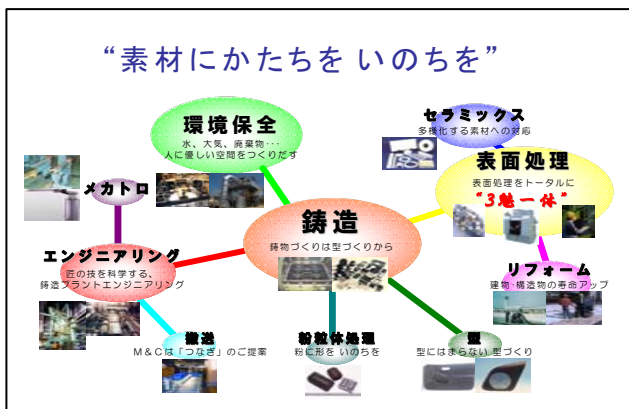 “素材にかたちを いのちを”
環境保全
水、大気、廃棄物・・・
人に優しい空間をつくりだす
セラミックス
多様化する素材への対応
表面処理
表面処理をトータルに
“3魅一体”
メカトロ
鋳造
鋳物づくりは型づくりから
エンジニアリング
匠の技を科学する、
鋳造プラントエンジニアリング
リフォーム
建物・構造物の寿命アップ
搬送
M&Cは「つなぎ」のご提案
粉粒体処理
粉に形を いのちを
型
型にはまらない 型づくり